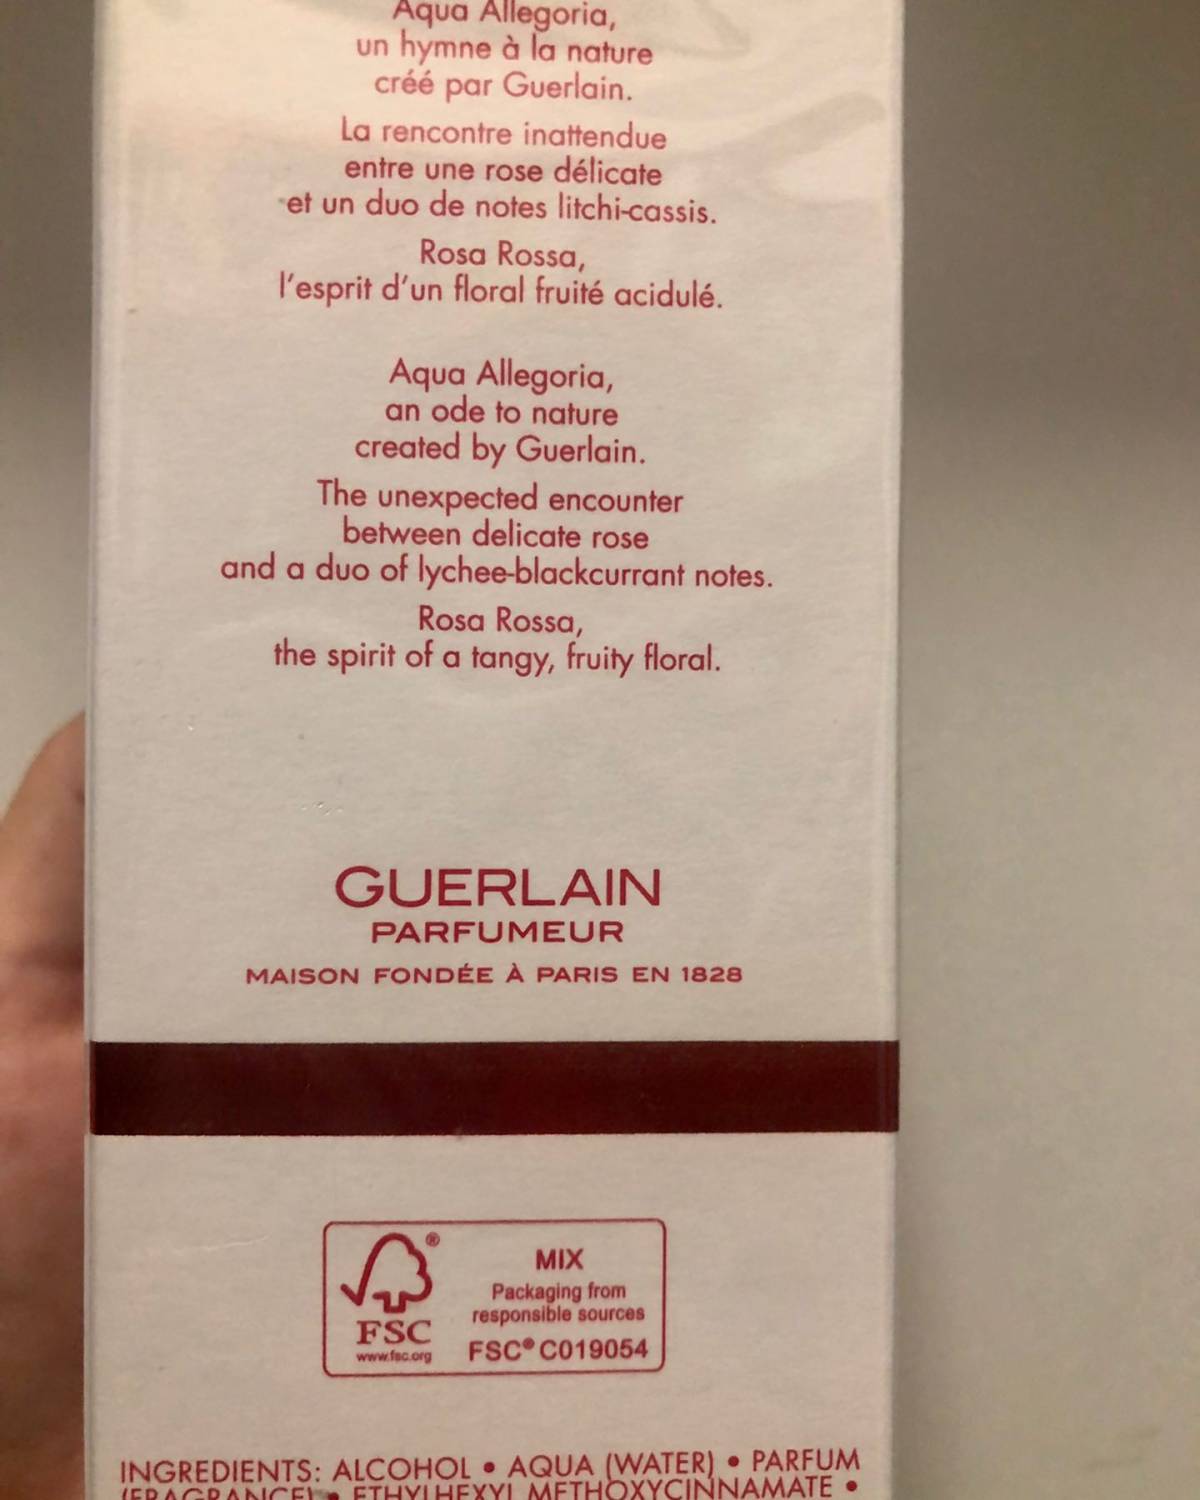 Aqua Allegoria,
un hymne à la nature
créé par Guerlain.
La rencontre inattendue
entre une rose délicate
et un duo de notes litchi-cassis.
Rosa Rossa,
l'esprit d'un floral fruité acidulé.
Aqua Allegoria,
an ode to nature
created by Guerlain.
The unexpected encounter
between delicate rose
and a duo of lychee-blackcurrant notes.
Rosa Rossa,
the spirit of a tangy, fruity floral.
GUERLAIN
PARFUMEUR
MAISON FONDÉE À PARIS EN 1828
®
FSC
www.fsc.org
MIX
Packaging from
responsible sources
FSC® C019054
INGREDIENTS: ALCOHOL • AQUA (WATER) • PARFUM
(FRAGRANCE) • ETHYLHEXYL METHOXYCINNAMATE •